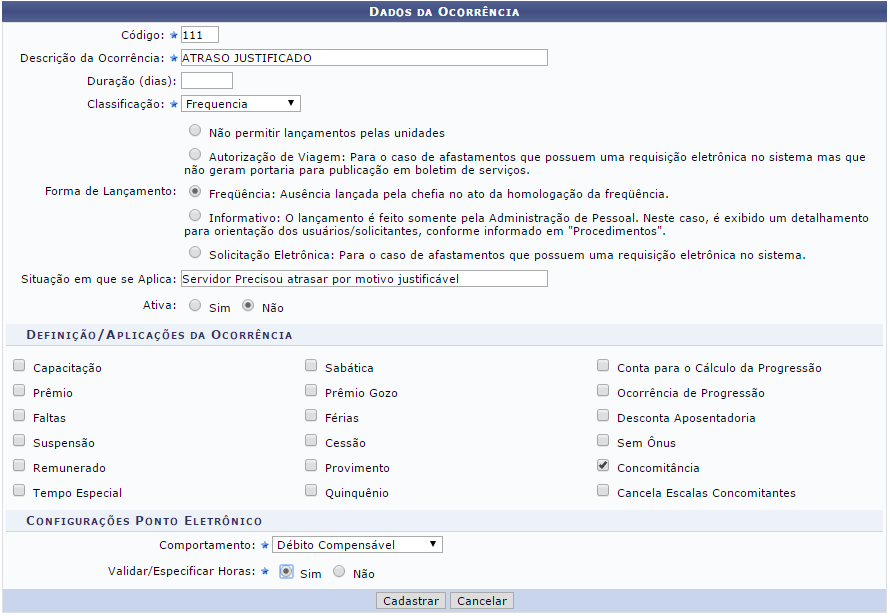 DADOS DA OCORRÊNCIA
Código: 111
Descrição da Ocorrência: ATRASO JUSTIFICADO
Duração (dias):
Classificação: Frequencia
Não permitir lançamentos pelas unidades
Autorização de Viagem: Para o caso de afastamentos que possuem uma requisição eletrônica no sistema mas que
não geram portaria para publicação em boletim de serviços.
Forma de Lançamento: Freqüência: Ausência lançada pela chefia no ato da homologação da freqüência.
Informativo: O lançamento é feito somente pela Administração de Pessoal. Neste caso, é exibido um detalhamento
para orientação dos usuários/solicitantes, conforme informado em "Procedimentos".
Solicitação Eletrônica: Para o caso de afastamentos que possuem uma requisição eletrônica no sistema.
Situação em que se Aplica: Servidor Precisou atrasar por motivo justificável
Ativa: Sim Não
DEFINIÇÃO/APLICAÇÕES DA OCORRÊNCIA
Capacitação Sabática Conta para o Cálculo da Progressão
Prêmio Prêmio Gozo Ocorrência de Progressão
Faltas Férias Desconta Aposentadoria
Suspensão Cessão Sem Ônus
Remunerado Provimento Concomitância
Tempo Especial Quinquênio Cancela Escalas Concomitantes
CONFIGURAÇÕES PONTO ELETRÔNICO
Comportamento: Débito Compensável
Validar/Especificar Horas: Sim Não
Cadastrar Cancelar